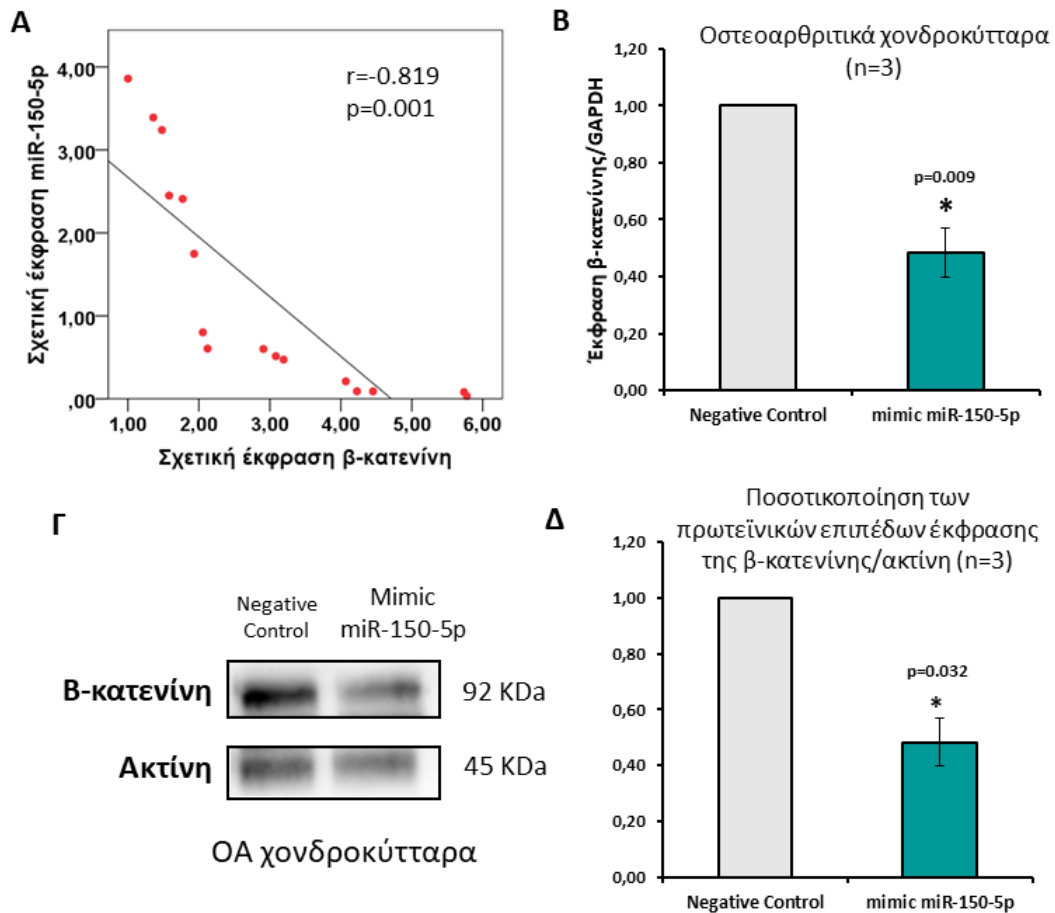 Α
4,00
3,00
2,00
1,00
,00
Σχετική έκφραση miR-150-5p
r=-0.819
p=0.001
1,00 2,00 3,00 4,00 5,00 6,00
Σχετική έκφραση β-κατενίνη
Β
Οστεοαρθριτικά χονδροκύτταρα
(n=3)
1,20
1,00
0,80
0,60
0,40
0,20
0,00
Έκφραση β-κατενίνης/GAPDH
p=0.009
*
Negative Control mimic miR-150-5p
Γ
Negative
Control
Mimic
miR-150-5p
Β-κατενίνη 92 KDa
Ακτίνη 45 KDa
ΟΑ χονδροκύτταρα
Δ
Ποσοτικοποίηση των
πρωτεϊνικών επιπέδων έκφρασης
της β-κατενίνης/ακτίνη (n=3)
1,20
1,00
0,80
0,60
0,40
0,20
0,00
p=0.032
*
Negative Control mimic miR-150-5p